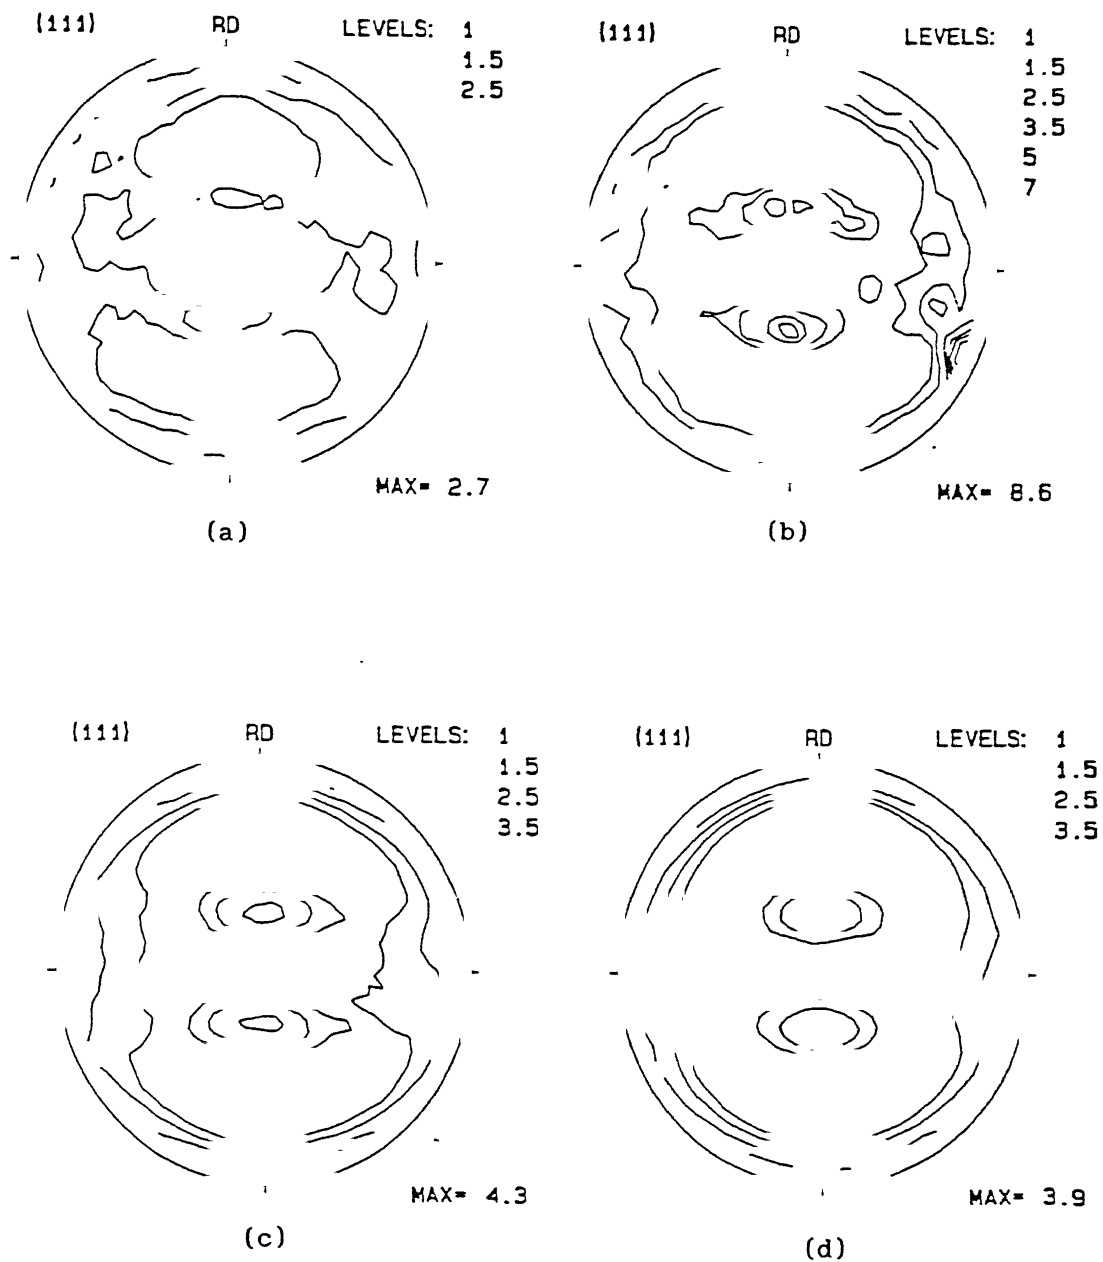 {111} RD LEVELS: 1
1.5
2.5
MAX= 2.7
(a)
{111} RD LEVELS: 1
1.5
2.5
3.5
5
7
MAX= 8.6
(b)
{111} RD LEVELS: 1
1.5
2.5
3.5
MAX= 4.3
(c)
{111} RD LEVELS: 1
1.5
2.5
3.5
MAX= 3.9
(d)